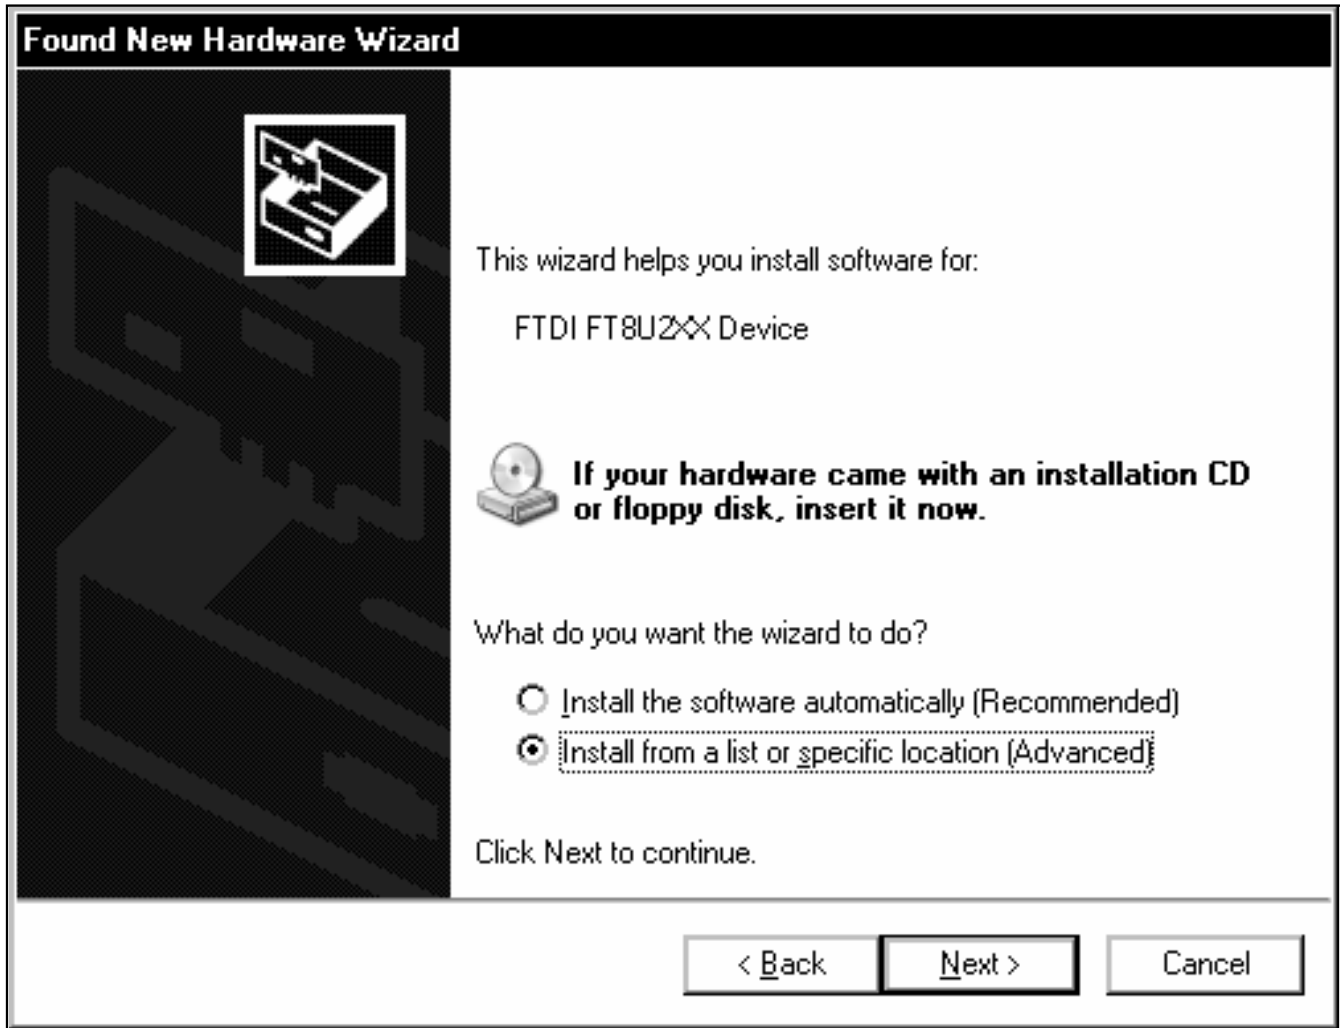 Found New Hardware Wizard
This wizard helps you install software for:
FTDI FT8U2XX Device
If your hardware came with an installation CD
or floppy disk, insert it now.
What do you want the wizard to do?
Install the software automatically (Recommended)
Install from a list or specific location (Advanced)
Click Next to continue.
< Back
Next >
Cancel